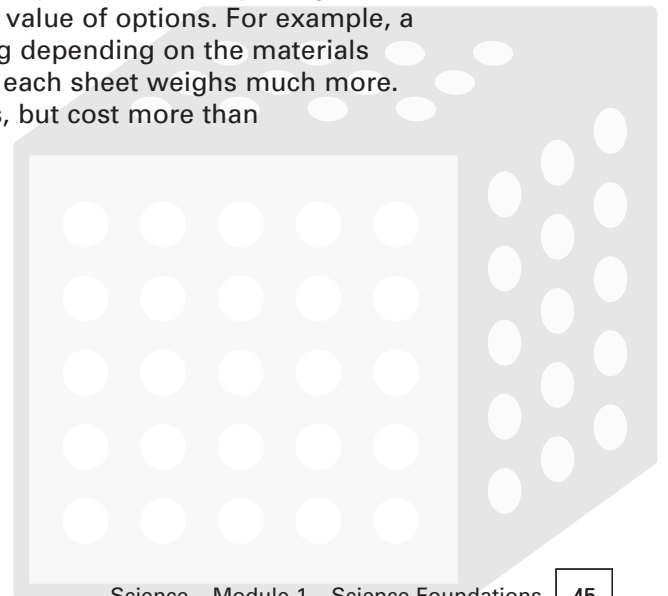 value of options. For example, a
depending on the materials
each sheet weighs much more.
but cost more than
Science – Module 1 – Science Foundations 45